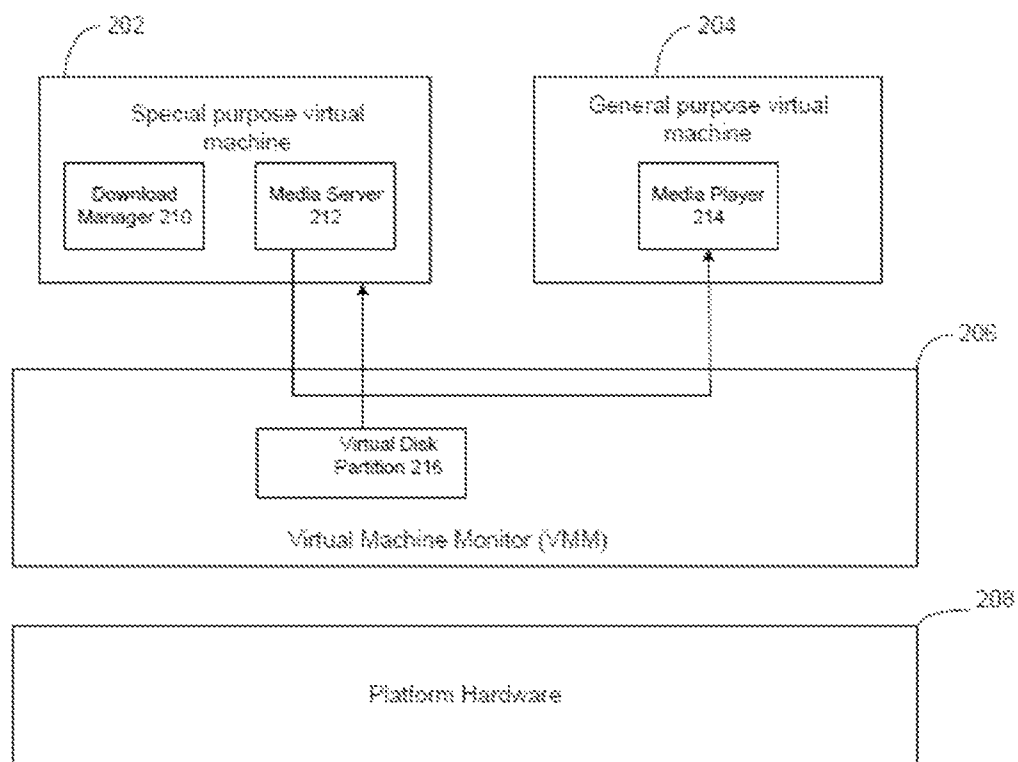 202
204
Special purpose virtual
machine
General purpose virtual
machine
Download
Manager 210
Media Server
212
Media Player
214
206
Virtual Disk
Partition 216
Virtual Machine Monitor (VMM)
208
Platform Hardware